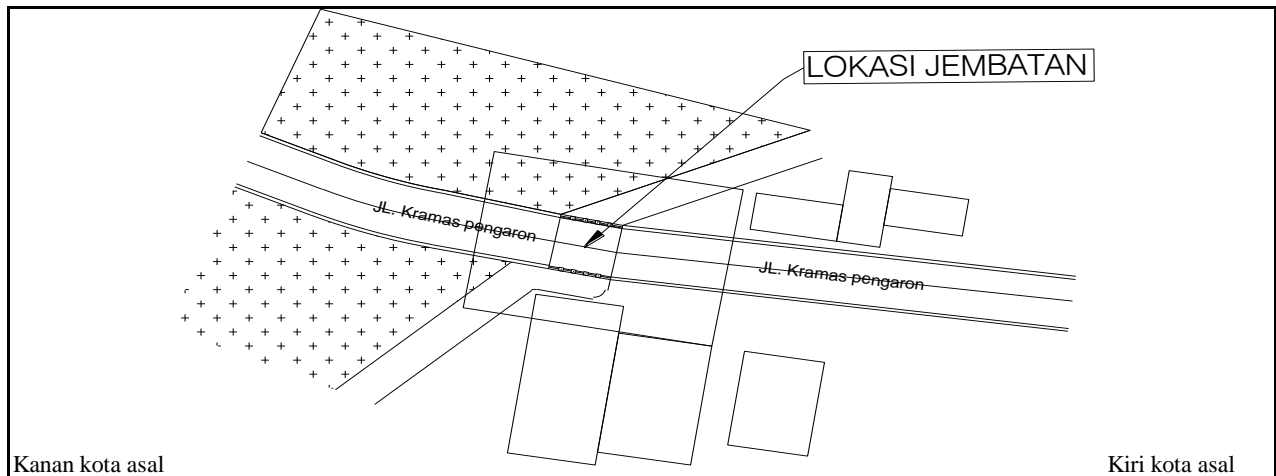 LOKASI JEMBATAN
JL. Kramas pengaron
JL. Kramas pengaron
Kanan kota asal
Kiri kota asal